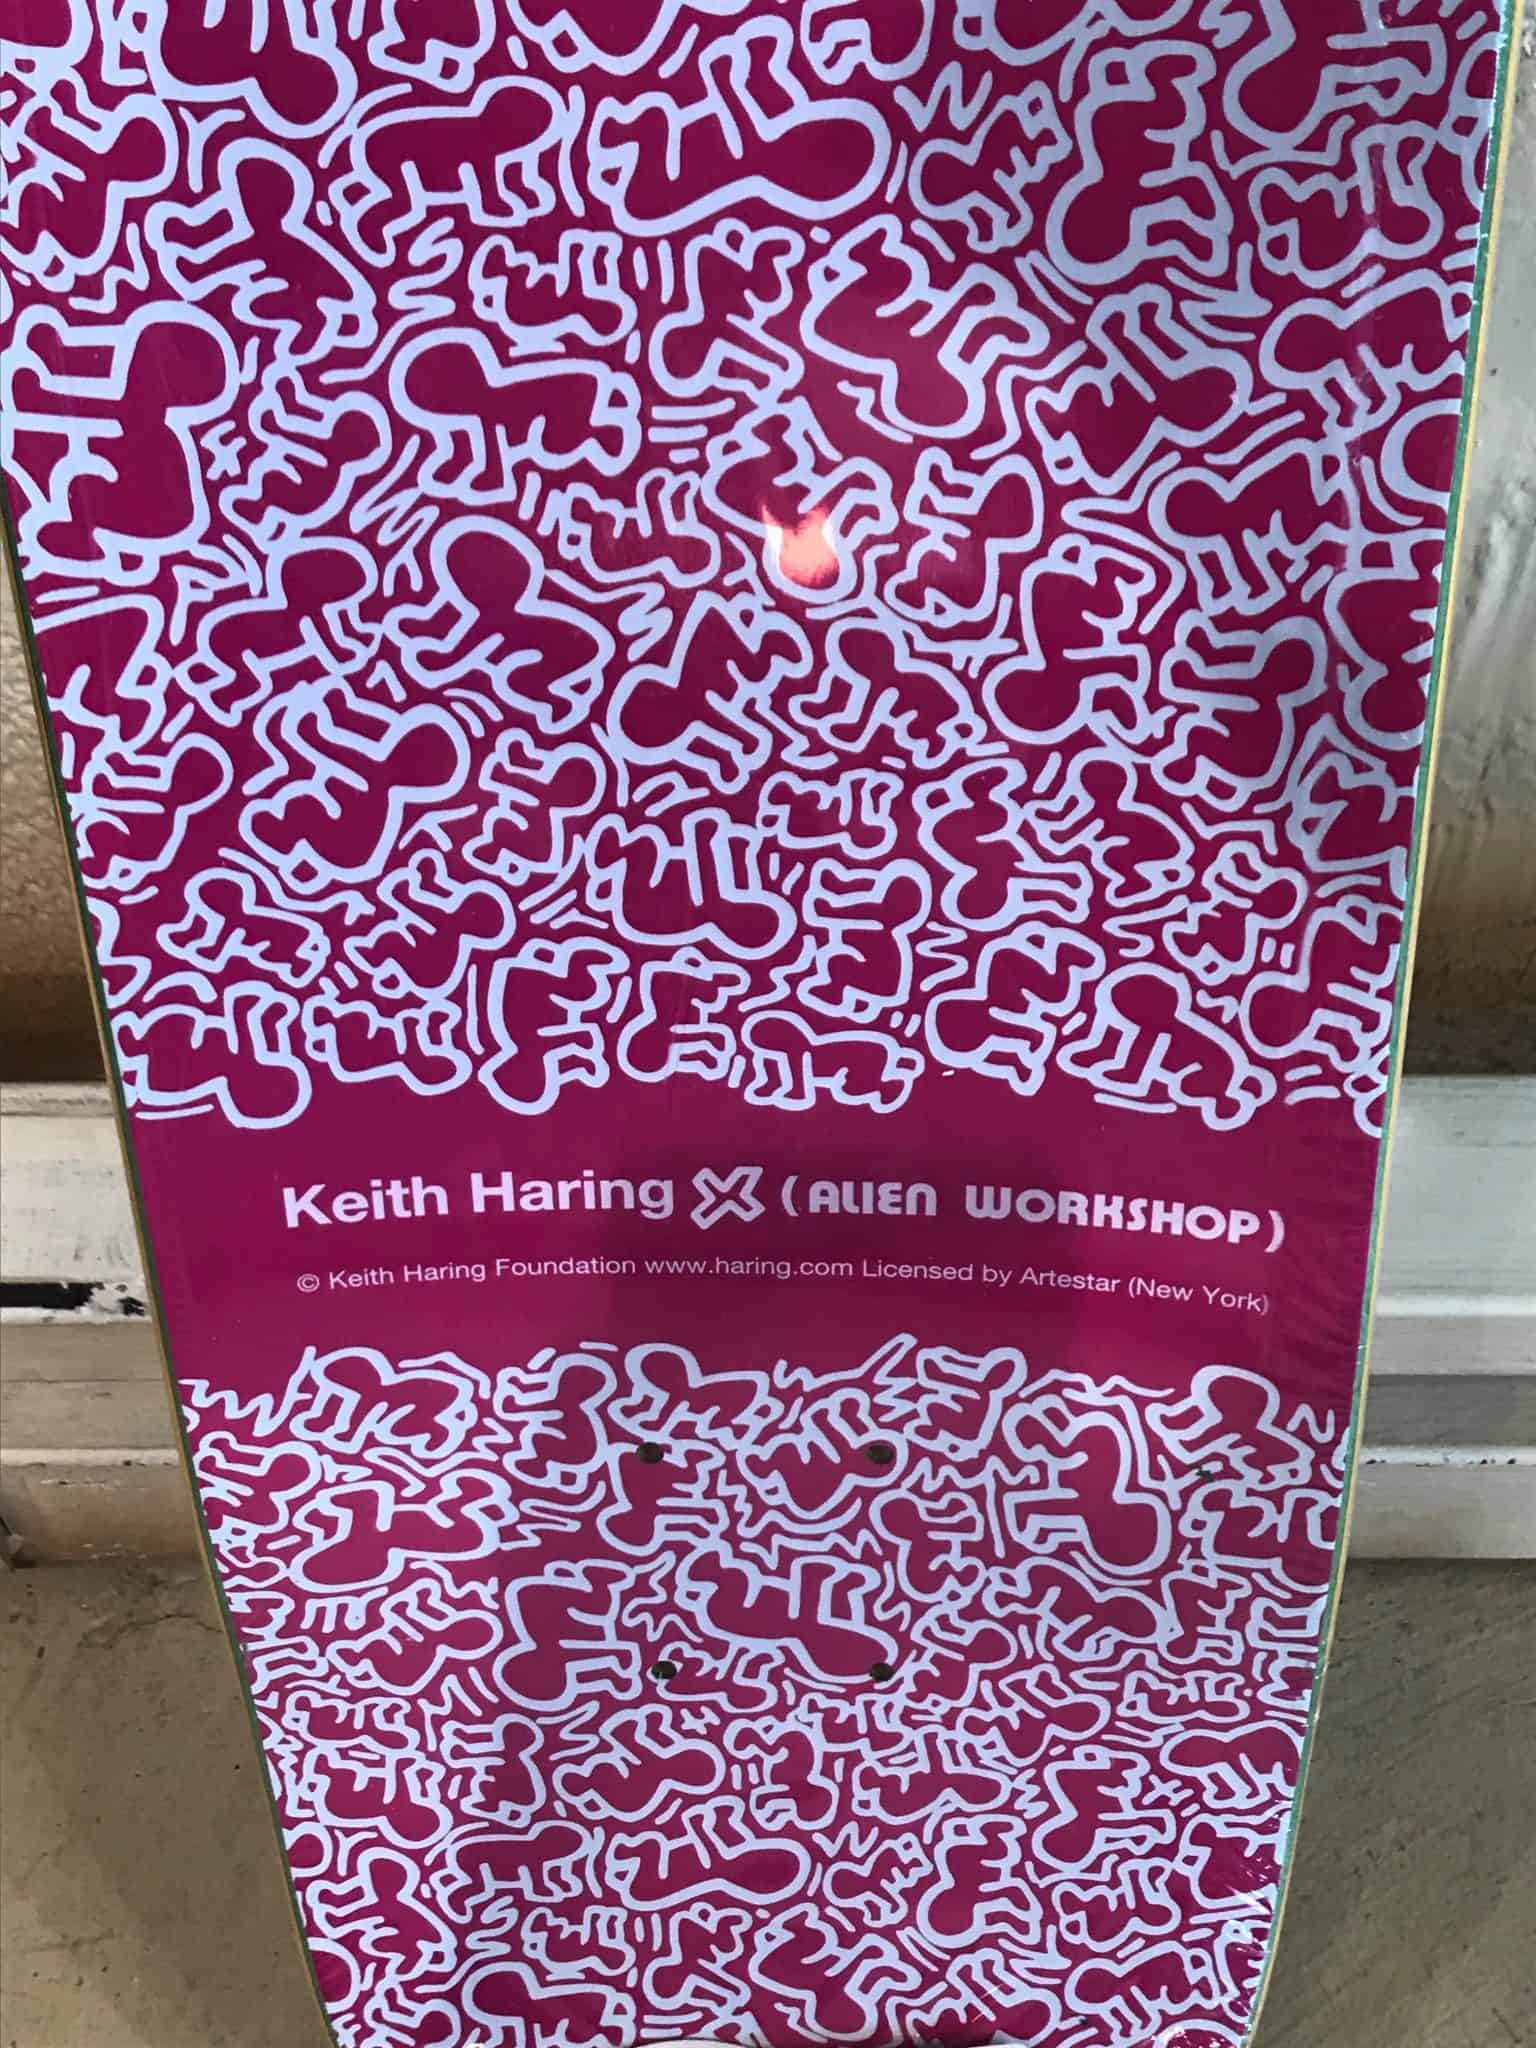 Keith Haring X (ALIEN WORKSHOP)
© Keith Haring Foundation www.haring.com Licensed by Artestar (New York)